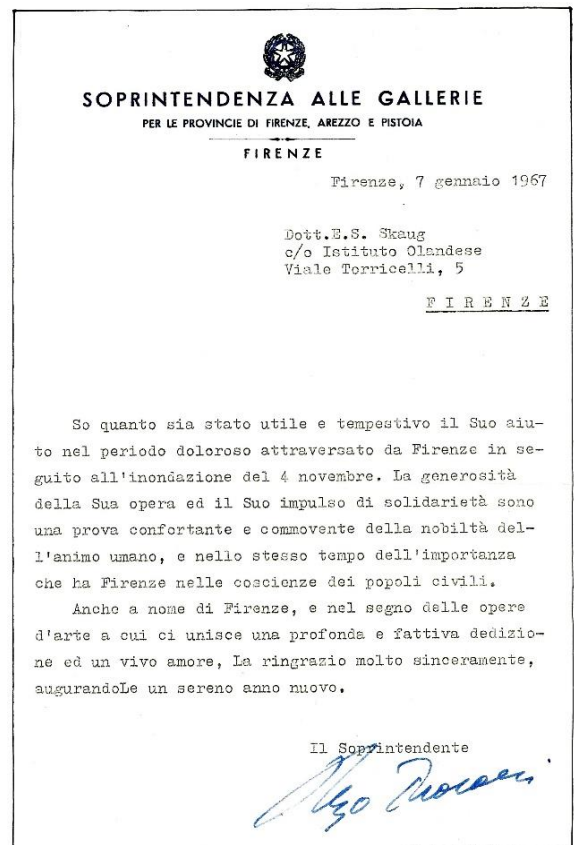 SOPRINTENDENZA ALLE GALLERIE
PER LE PROVINCIE DI FIRENZE, AREZZO E PISTOIA
FIRENZE
Firenze, 7 gennaio 1967
Dott.E.S. Skaug
c/o Istituto Olandese
Viale Torricelli, 5
F I R E N Z E
So quanto sia stato utile e tempestivo il Suo aiu-
to nel periodo doloroso attraversato da Firenze in se-
guito all'inondazione del 4 novembre. La generosità
della Sua opera ed il Suo impulso di solidarietà sono
una prova confortante e commovente della nobiltà del-
l'animo umano, e nello stesso tempo dell'importanza
che ha Firenze nelle coscienze dei popoli civili.
Anche a nome di Firenze, e nel segno delle opere
d'arte a cui ci unisce una profonda e fattiva dedizio-
ne ed un vivo amore, La ringrazio molto sinceramente,
augurandoLe un sereno anno nuovo.
Il Soprintendente